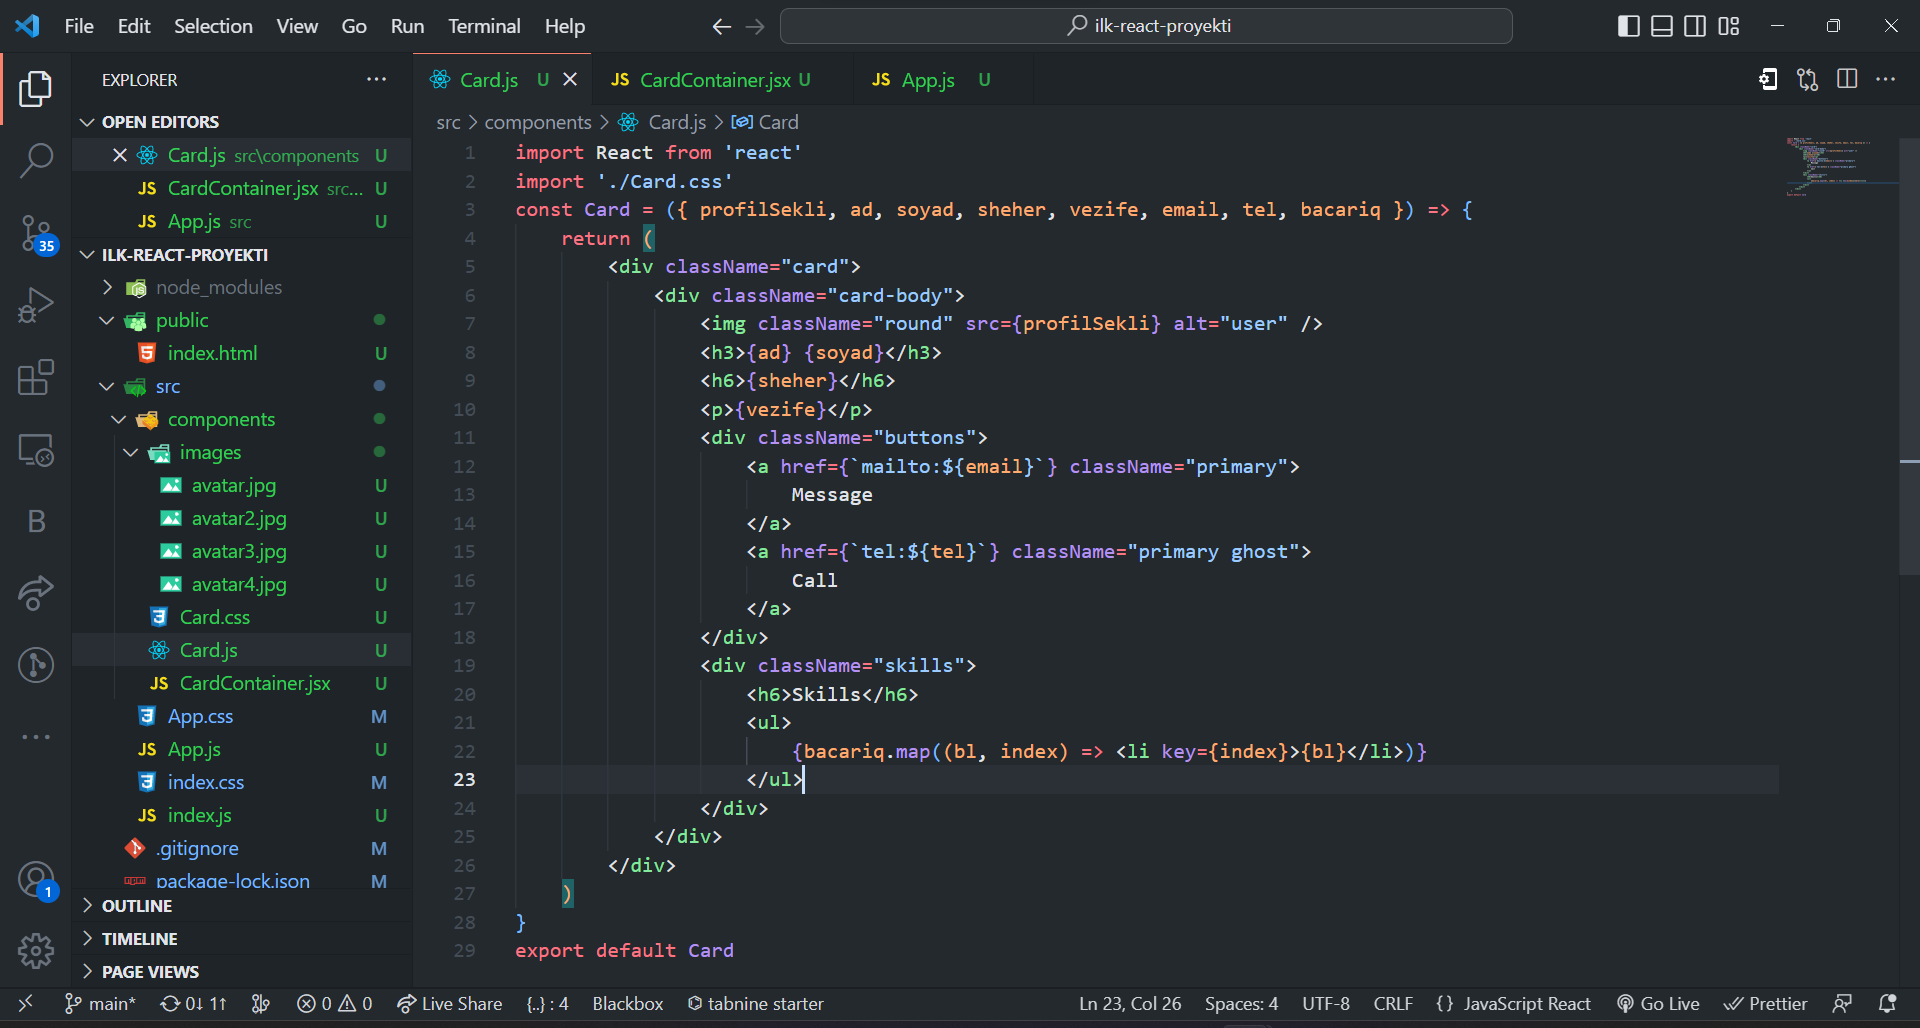 File Edit Selection View Go Run Terminal Help
ilk-react-proyekti
EXPLORER
OPEN EDITORS
Card.js src\components U
CardContainer.jsx src... U
App.js src U
ILK-REACT-PROYEKTI
node_modules
public
index.html U
src
components
images
avatar.jpg U
avatar2.jpg U
avatar3.jpg U
avatar4.jpg U
Card.css U
Card.js U
CardContainer.jsx U
App.css M
App.js U
index.css M
index.js U
.gitignore M
package-lock.json M
OUTLINE
TIMELINE
PAGE VIEWS
35
B
1
Card.js U CardContainer.jsx U App.js U
src > components > Card.js > Card
1 import React from 'react'
2 import './Card.css'
3 const Card = ({ profilSekli, ad, soyad, sheher, vezife, email, tel, bacariq }) => {
4 return (
5 <div className="card">
6 <div className="card-body">
7 <img className="round" src={profilSekli} alt="user" />
8 <h3>{ad} {soyad}</h3>
9 <h6>{sheher}</h6>
10 <p>{vezife}</p>
11 <div className="buttons">
12 <a href={`mailto:${email}`} className="primary">
13 Message
14 </a>
15 <a href={`tel:${tel}`} className="primary ghost">
16 Call
17 </a>
18 </div>
19 <div className="skills">
20 <h6>Skills</h6>
21 <ul>
22 {bacariq.map((bl, index) => <li key={index}>{bl}</li>)}
23 </ul>
24 </div>
25 </div>
26 </div>
27 )
28 }
29 export default Card
main* 0↓ 1↑ 0 0 Live Share {..} : 4 Blackbox tabnine starter Ln 23, Col 26 Spaces: 4 UTF-8 CRLF {} JavaScript React Go Live Prettier